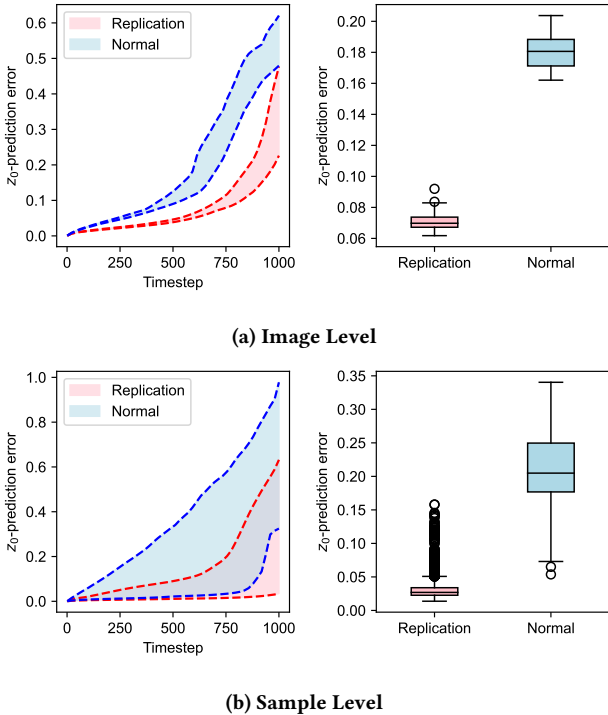 Replication
Normal
0.6
0.5
0.4
0.3
0.2
0.1
0.0
z₀-prediction error
0 250 500 750 1000
Timestep
0.20
0.18
0.16
0.14
0.12
0.10
0.08
0.06
z₀-prediction error
Replication Normal
(a) Image Level
Replication
Normal
1.0
0.8
0.6
0.4
0.2
0.0
z₀-prediction error
0 250 500 750 1000
Timestep
0.35
0.30
0.25
0.20
0.15
0.10
0.05
0.00
z₀-prediction error
Replication Normal
(b) Sample Level